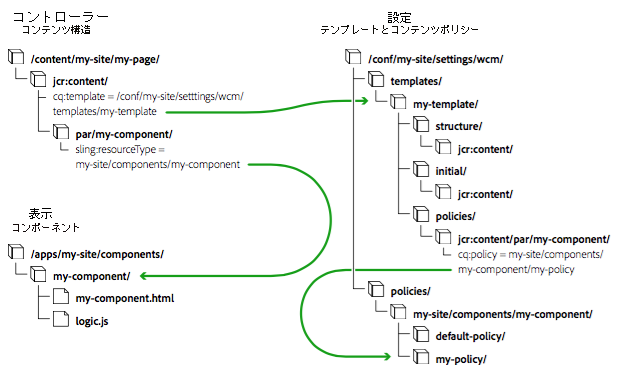 コントローラー
コンテンツ構造
/content/my-site/my-page/
jcr:content/
cq:template = /conf/my-site/setttings/wcm/
templates/my-template
par/my-component/
sling:resourceType =
my-site/components/my-component
表示
コンポーネント
/apps/my-site/components/
my-component/
my-component.html
logic.js
設定
テンプレートとコンテンツポリシー
/conf/my-site/settings/wcm/
templates/
my-template/
structure/
jcr:content/
initial/
jcr:content/
policies/
jcr:content/par/my-component/
cq:policy = my-site/components/
my-component/my-policy
policies/
my-site/components/my-component/
default-policy/
my-policy/